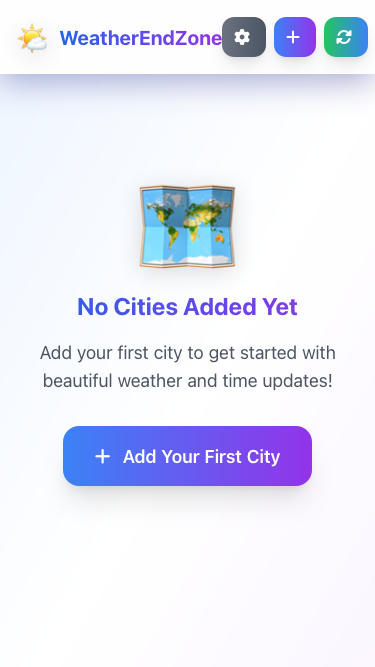 WeatherEndZone
No Cities Added Yet
Add your first city to get started with
beautiful weather and time updates!
Add Your First City